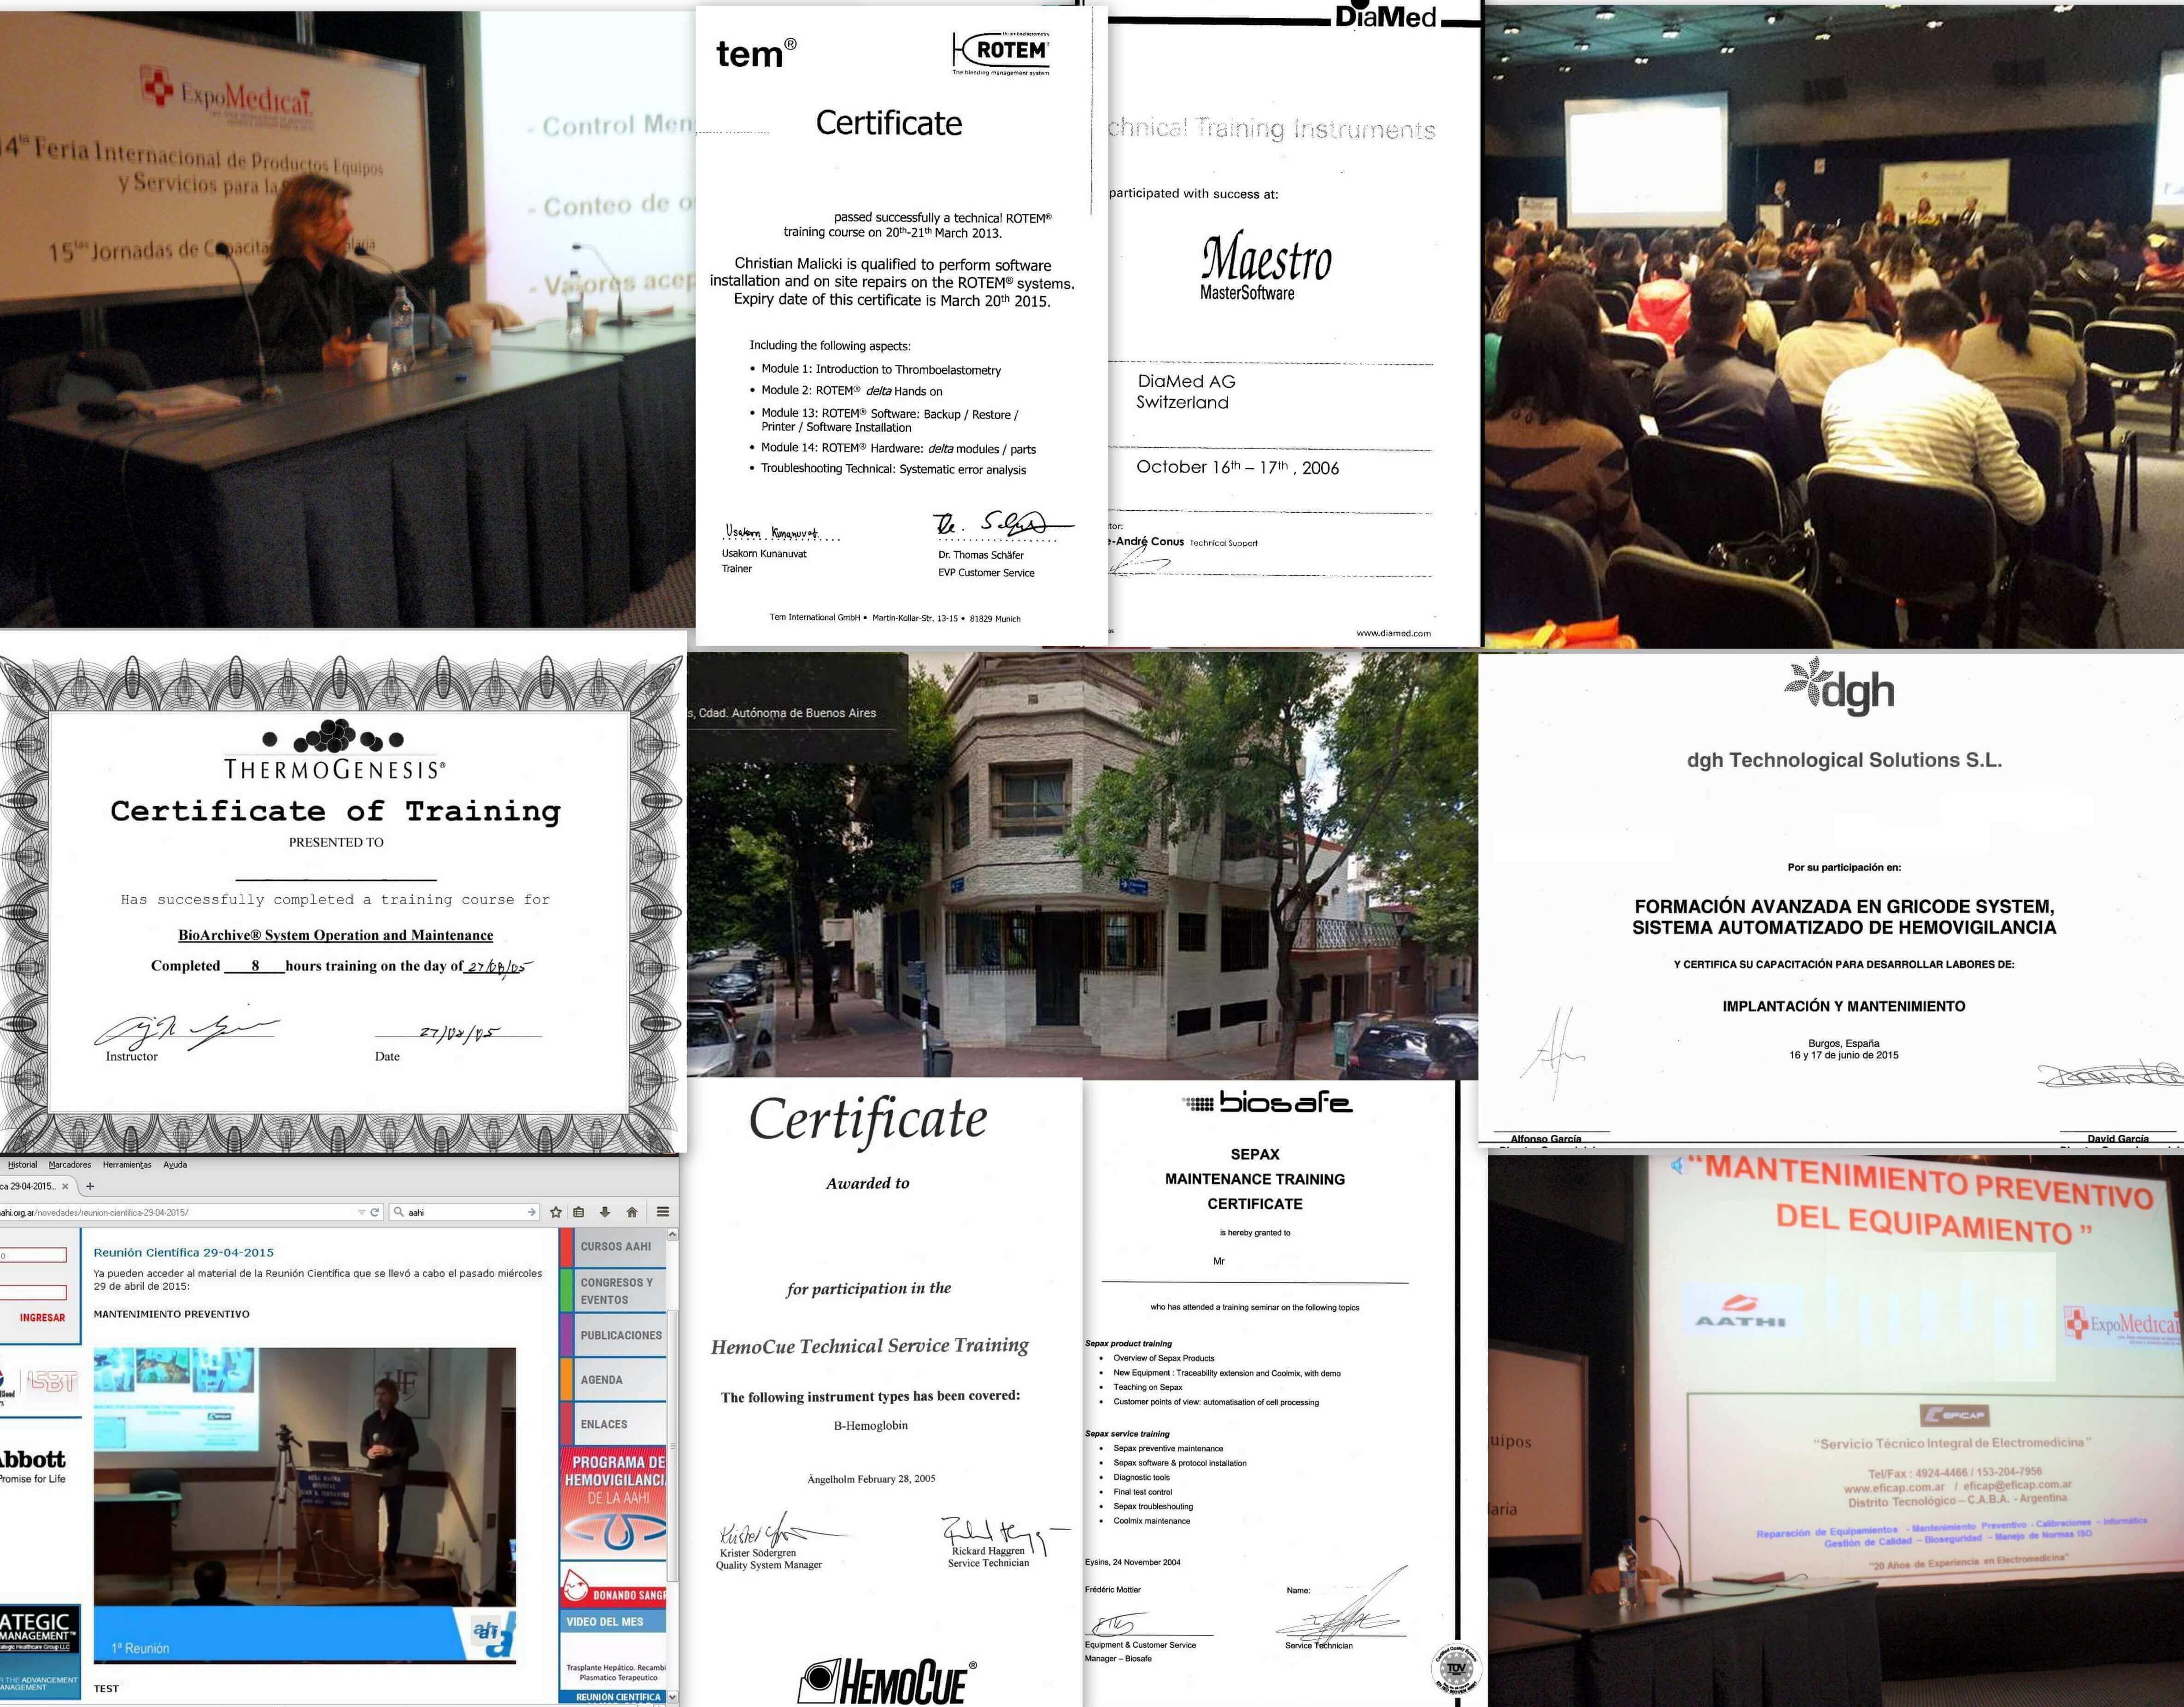 ExpoMedical
4ta Feria Internacional de Productos Equipos
y Servicios para la
15tas Jornadas de
- Control Men
- Conteo de o
- Valores acep
tem®
ROTEM
The bleeding management system
Certificate
passed successfully a technical ROTEM®
training course on 20th-21th March 2013.
Christian Malicki is qualified to perform software
installation and on site repairs on the ROTEM® systems.
Expiry date of this certificate is March 20th 2015.
Including the following aspects:
• Module 1: Introduction to Thromboelastometry
• Module 2: ROTEM® delta Hands on
• Module 13: ROTEM® Software: Backup / Restore /
Printer / Software Installation
• Module 14: ROTEM® Hardware: delta modules / parts
• Troubleshooting Technical: Systematic error analysis
Usakorn Kunanuvat
Usakorn Kunanuvat
Trainer
Dr. Thomas Schäfer
EVP Customer Service
Tem International GmbH • Martin-Kollar-Str. 13-15 • 81829 Munich
DiaMed
chnical Training Instruments
participated with success at:
Maestro
MasterSoftware
DiaMed AG
Switzerland
October 16th – 17th , 2006
tor:
e-André Conus Technical Support
www.diamed.com
THERMOGENESIS®
Certificate of Training
PRESENTED TO
Has successfully completed a training course for
BioArchive® System Operation and Maintenance
Completed 8 hours training on the day of 27/08/05
27/08/05
Instructor
Date
s, Cdad. Autónoma de Buenos Aires
dgh
dgh Technological Solutions S.L.
Por su participación en:
FORMACIÓN AVANZADA EN GRICODE SYSTEM,
SISTEMA AUTOMATIZADO DE HEMOVIGILANCIA
Y CERTIFICA SU CAPACITACIÓN PARA DESARROLLAR LABORES DE:
IMPLANTACIÓN Y MANTENIMIENTO
Burgos, España
16 y 17 de junio de 2015
Alfonso García
David García
Historial Marcadores Herramientas Ayuda
ca 29-04-2015...
ahi.org.ar/novedades/reunion-cientifica-29-04-2015/
aahi
INGRESAR
ISBT
Abbott
Promise for Life
ATEGIC
MANAGEMENT™
R THE ADVANCEMENT
ANAGEMENT
Reunión Científica 29-04-2015
Ya pueden acceder al material de la Reunión Científica que se llevó a cabo el pasado miércoles
29 de abril de 2015:
MANTENIMIENTO PREVENTIVO
1ª Reunión
TEST
CURSOS AAHI
CONGRESOS Y
EVENTOS
PUBLICACIONES
AGENDA
ENLACES
PROGRAMA DE
HEMOVIGILANCI
DE LA AAHI
DONANDO SANGR
VIDEO DEL MES
Trasplante Hepático. Recambi
Plasmatico Terapeutico
REUNIÓN CIENTÍFICA
Certificate
Awarded to
for participation in the
HemoCue Technical Service Training
The following instrument types has been covered:
B-Hemoglobin
Ängelholm February 28, 2005
Krister Södergren
Quality System Manager
Rickard Haggren
Service Technician
HEMOCUE®
biosafe
SEPAX
MAINTENANCE TRAINING
CERTIFICATE
is hereby granted to
Mr
who has attended a training seminar on the following topics
Sepax product training
• Overview of Sepax Products
• New Equipment : Traceability extension and Coolmix, with demo
• Teaching on Sepax
• Customer points of view: automatisation of cell processing
Sepax service training
• Sepax preventive maintenance
• Sepax software & protocol installation
• Diagnostic tools
• Final test control
• Sepax troubleshouting
• Coolmix maintenance
Eysins, 24 November 2004
Frédéric Mottier
Name:
Equipment & Customer Service
Manager – Biosafe
Service Technician
TUV
"MANTENIMIENTO PREVENTIVO
DEL EQUIPAMIENTO "
AATHI
ExpoMedical
EFICAP
"Servicio Técnico Integral de Electromedicina"
Tel/Fax : 4924-4466 / 153-204-7956
www.eficap.com.ar / eficap@eficap.com.ar
Distrito Tecnológico – C.A.B.A. - Argentina
Reparación de Equipamientos - Mantenimiento Preventivo - Calibraciones – Informática
Gestión de Calidad – Bioseguridad – Manejo de Normas ISO
"20 Años de Experiencia en Electromedicina"
uipos
laria